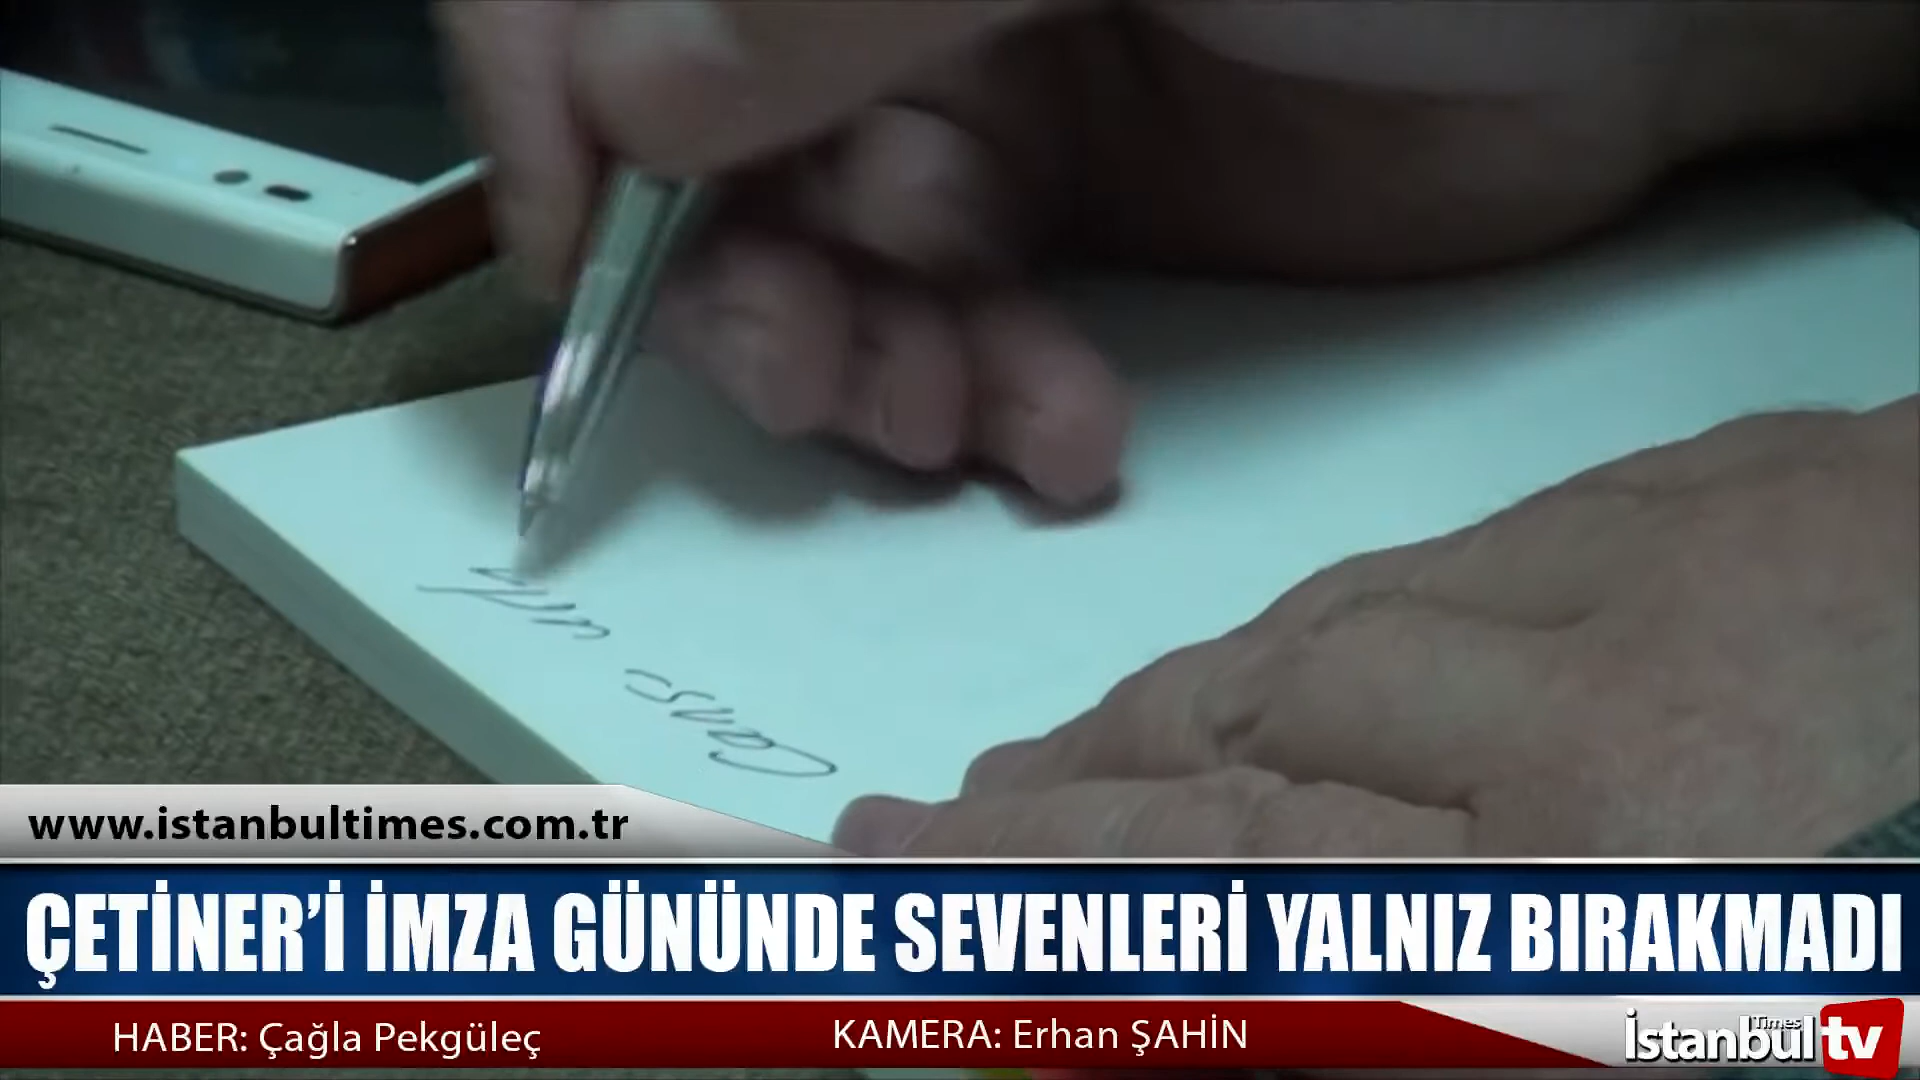 www.istanbultimes.com.tr
ÇETİNER’İ İMZA GÜNÜNDE SEVENLERİ YALNIZ BIRAKMADI
HABER: Çağla Pekgüleç
KAMERA: Erhan ŞAHİN
İstanbul Times tv